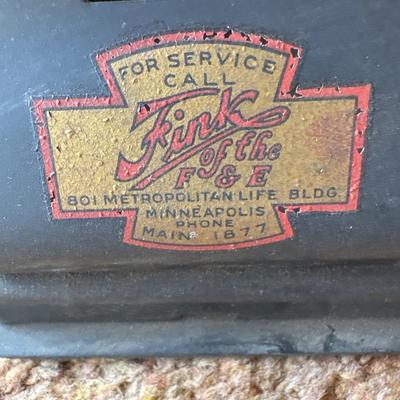 FOR SERVICE
CALL
Fink
of the
F & E
801 METROPOLITAN LIFE BLDG.
MINNEAPOLIS
PHONE
MAIN 1877